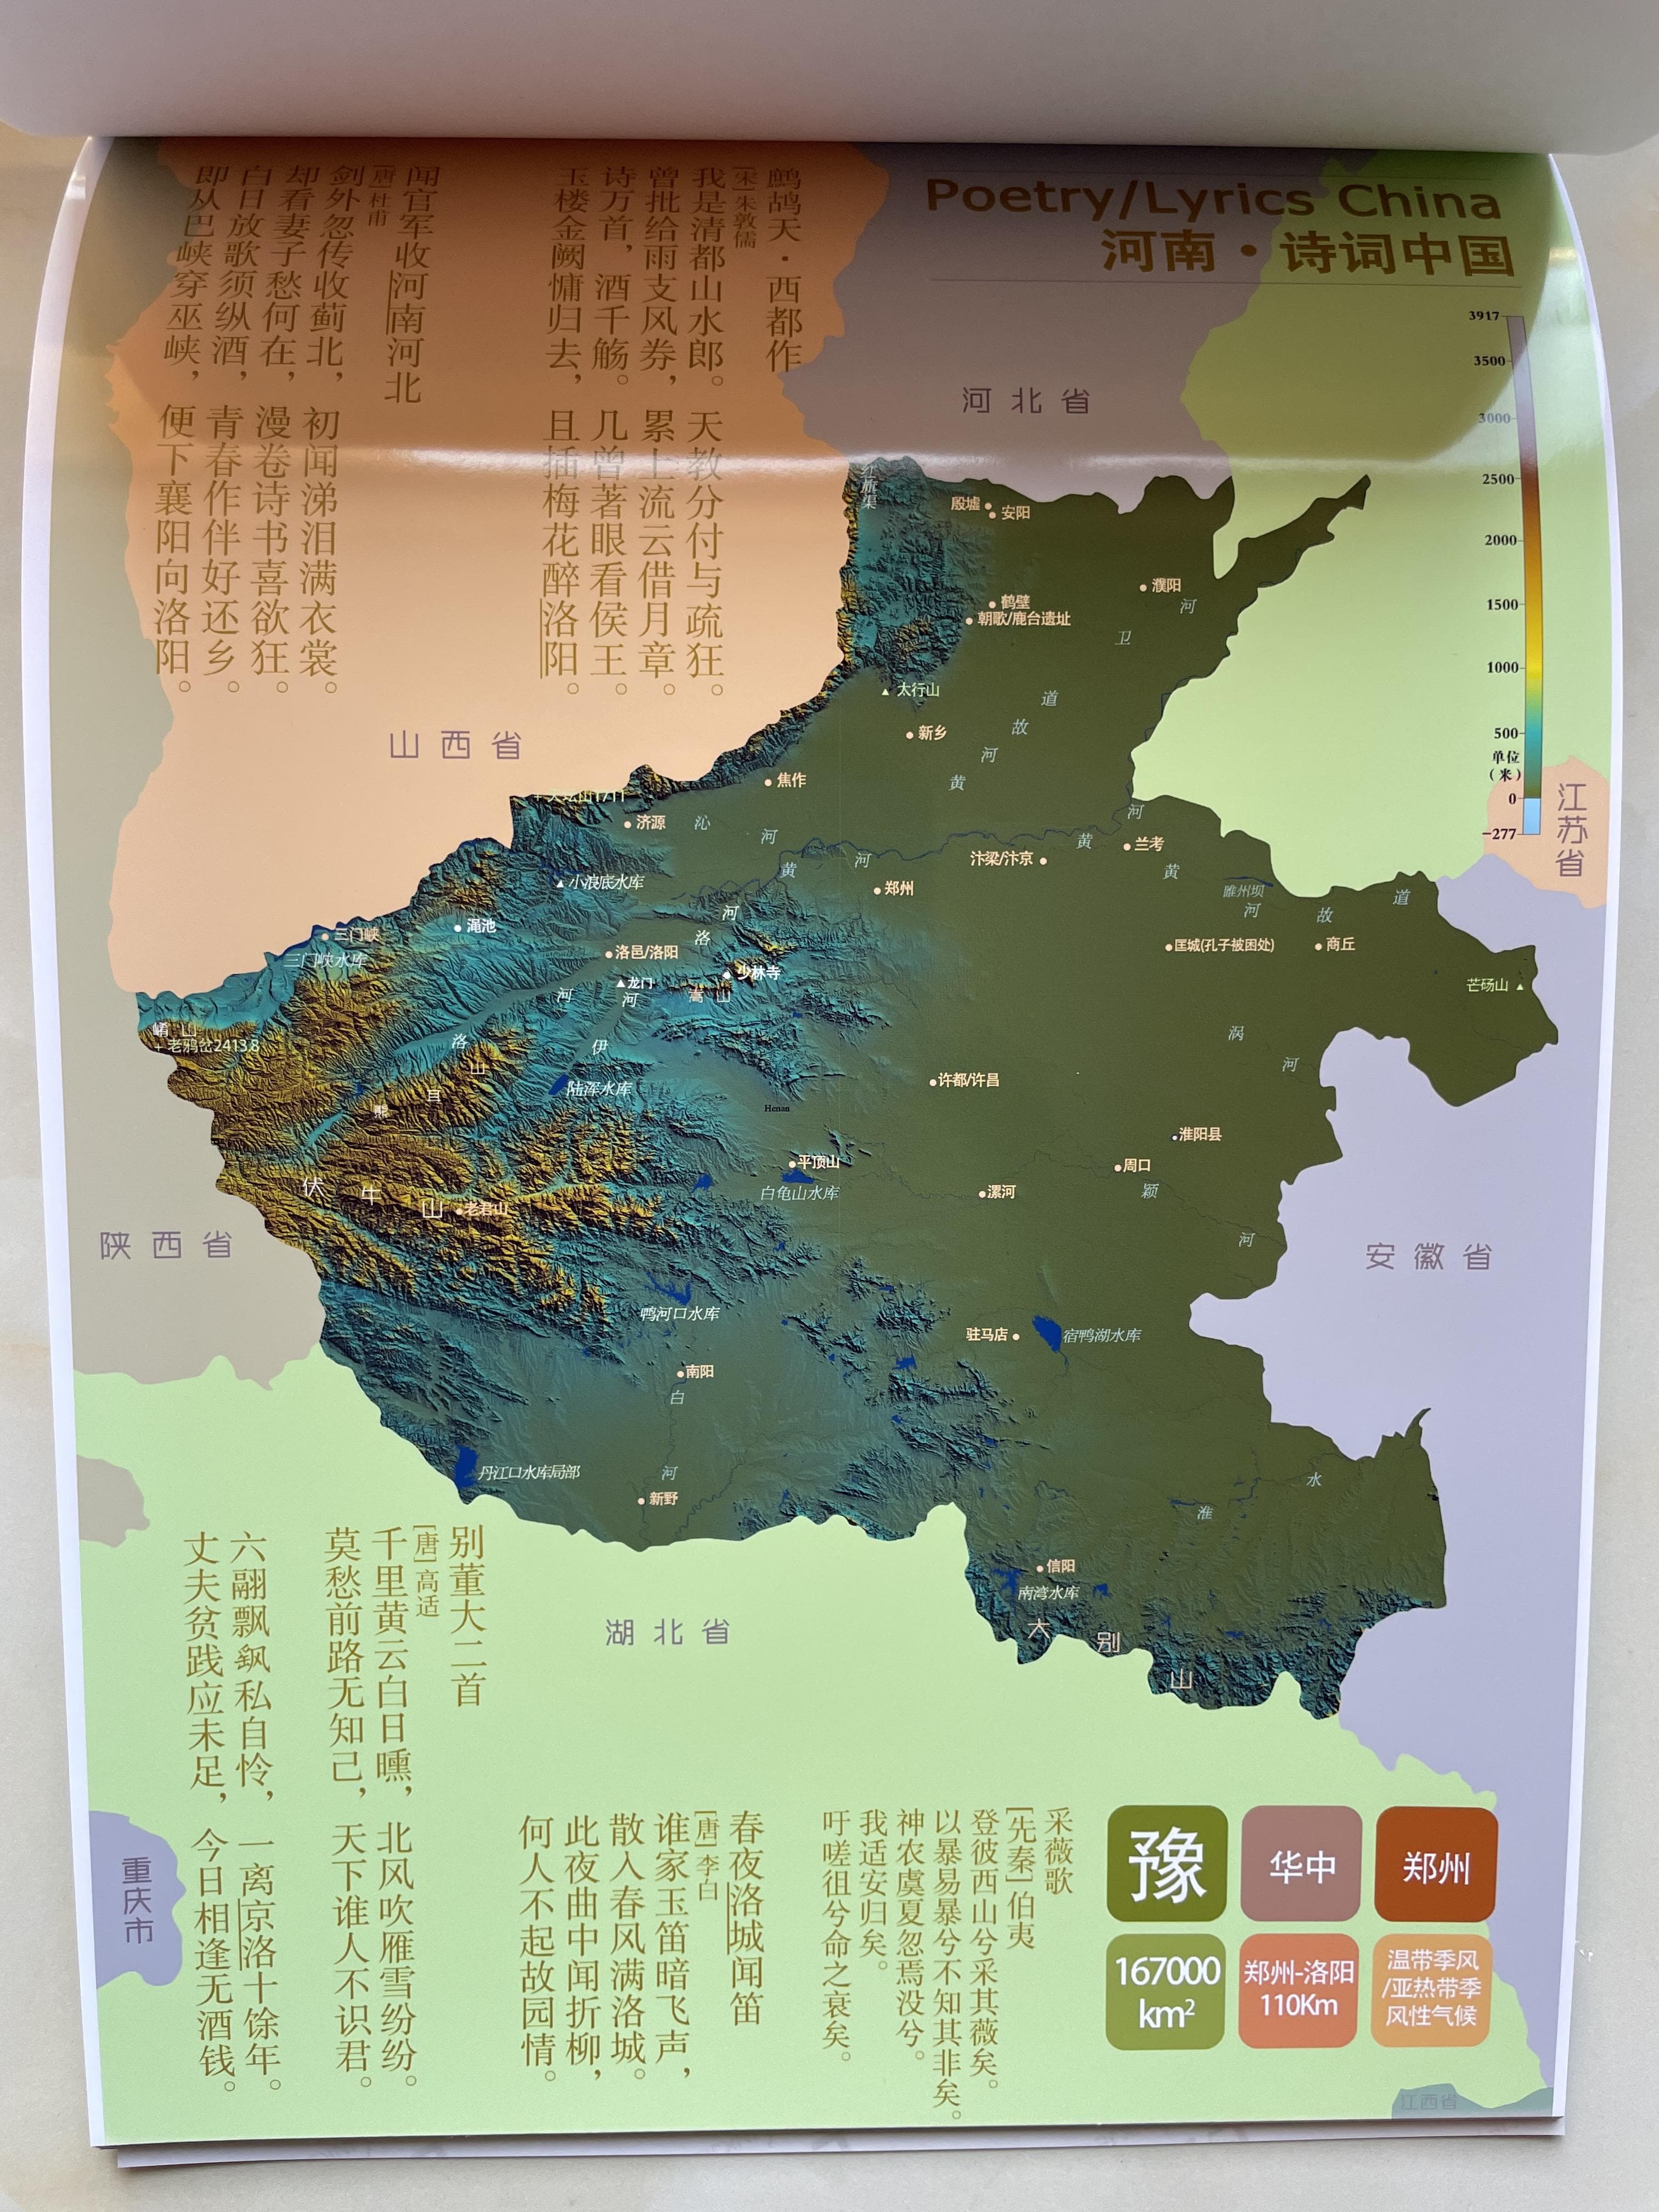 Poetry/Lyrics China
河南·诗词中国
鹧鸪天·西都作
[宋]朱敦儒
我是清都山水郎。天教分付与疏狂。
曾批给雨支风券，累上流云借月章。
诗万首，酒千觞。几曾著眼看侯王。
玉楼金阙慵归去，且插梅花醉洛阳。
闻官军收河南河北
[唐]杜甫
剑外忽传收蓟北，初闻涕泪满衣裳。
却看妻子愁何在，漫卷诗书喜欲狂。
白日放歌须纵酒，青春作伴好还乡。
即从巴峡穿巫峡，便下襄阳向洛阳。
3917
3500
3000
2500
2000
1500
1000
500
单位
（米）
0
-277
河北省
山西省
江苏省
陕西省
安徽省
湖北省
重庆市
江西省
红旗渠
殷墟
安阳
濮阳
鹤壁
朝歌/鹿台遗址
卫河
太行山
新乡
黄河故道
焦作
济源
沁河
小浪底水库
黄河
汴梁/汴京
黄河
兰考
郑州
睢州坝
黄河故道
三门峡
三门峡水库
渑池
洛邑/洛阳
洛河
少林寺
嵩山
龙门
匡城(孔子被困处)
商丘
芒砀山
崤山
老鸦岔2413.8
洛河
伊河
陆浑水库
熊耳山
涡河
许都/许昌
Henan
淮阳县
平顶山
白龟山水库
漯河
周口
颍河
伏牛山
老君山
鸭河口水库
驻马店
宿鸭湖水库
南阳
白河
丹江口水库局部
新野
淮水
信阳
南湾水库
大别山
别董大二首
[唐]高适
千里黄云白日曛，北风吹雁雪纷纷。
莫愁前路无知己，天下谁人不识君。
六翮飘飖私自怜，一离京洛十馀年。
丈夫贫践应未足，今日相逢无酒钱。
采薇歌
[先秦]伯夷
登彼西山兮采其薇矣。
以暴易暴兮不知其非矣。
神农虞夏忽焉没兮。
我适安归矣。
吁嗟徂兮命之衰矣。
春夜洛城闻笛
[唐]李白
谁家玉笛暗飞声，
散入春风满洛城。
此夜曲中闻折柳，
何人不起故园情。
豫
华中
郑州
167000
km²
郑州-洛阳
110Km
温带季风
/亚热带季
风性气候